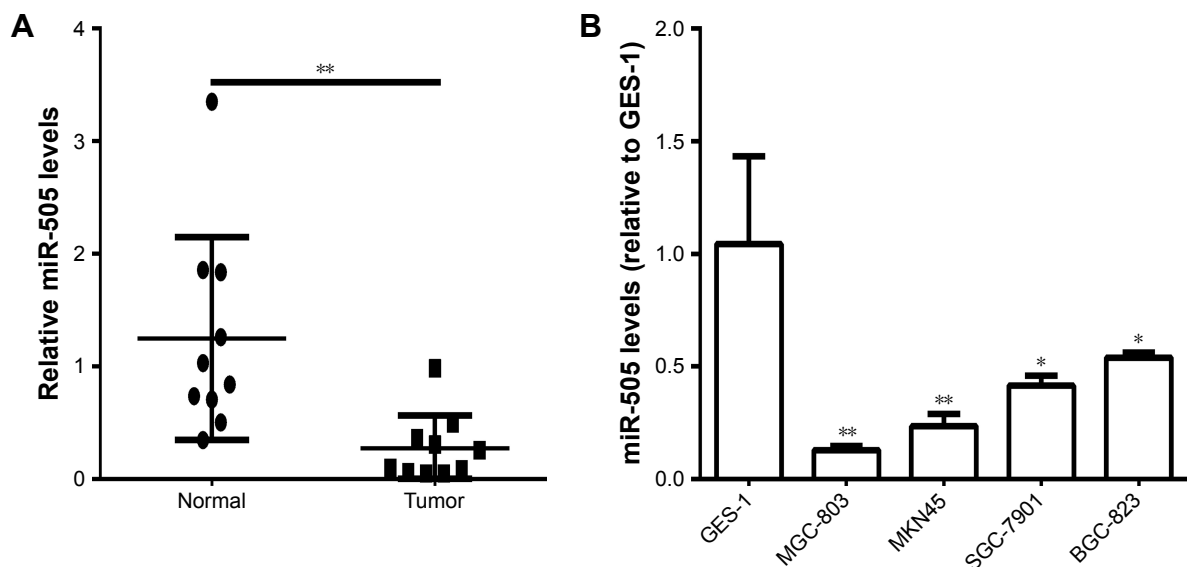 A
Relative miR-505 levels
4
3
2
1
0
**
Normal
Tumor
B
miR-505 levels (relative to GES-1)
2.0
1.5
1.0
0.5
0.0
**
**
*
*
GES-1
MGC-803
MKN45
SGC-7901
BGC-823